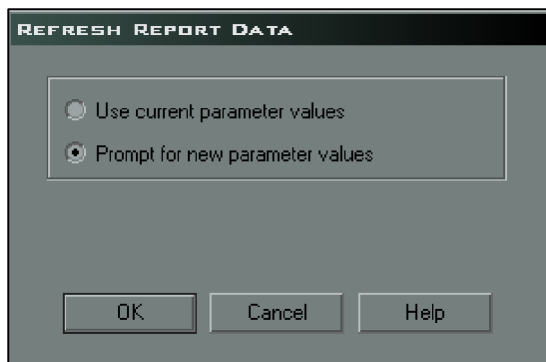 Refresh Report Data
Use current parameter values
Prompt for new parameter values
OK
Cancel
Help